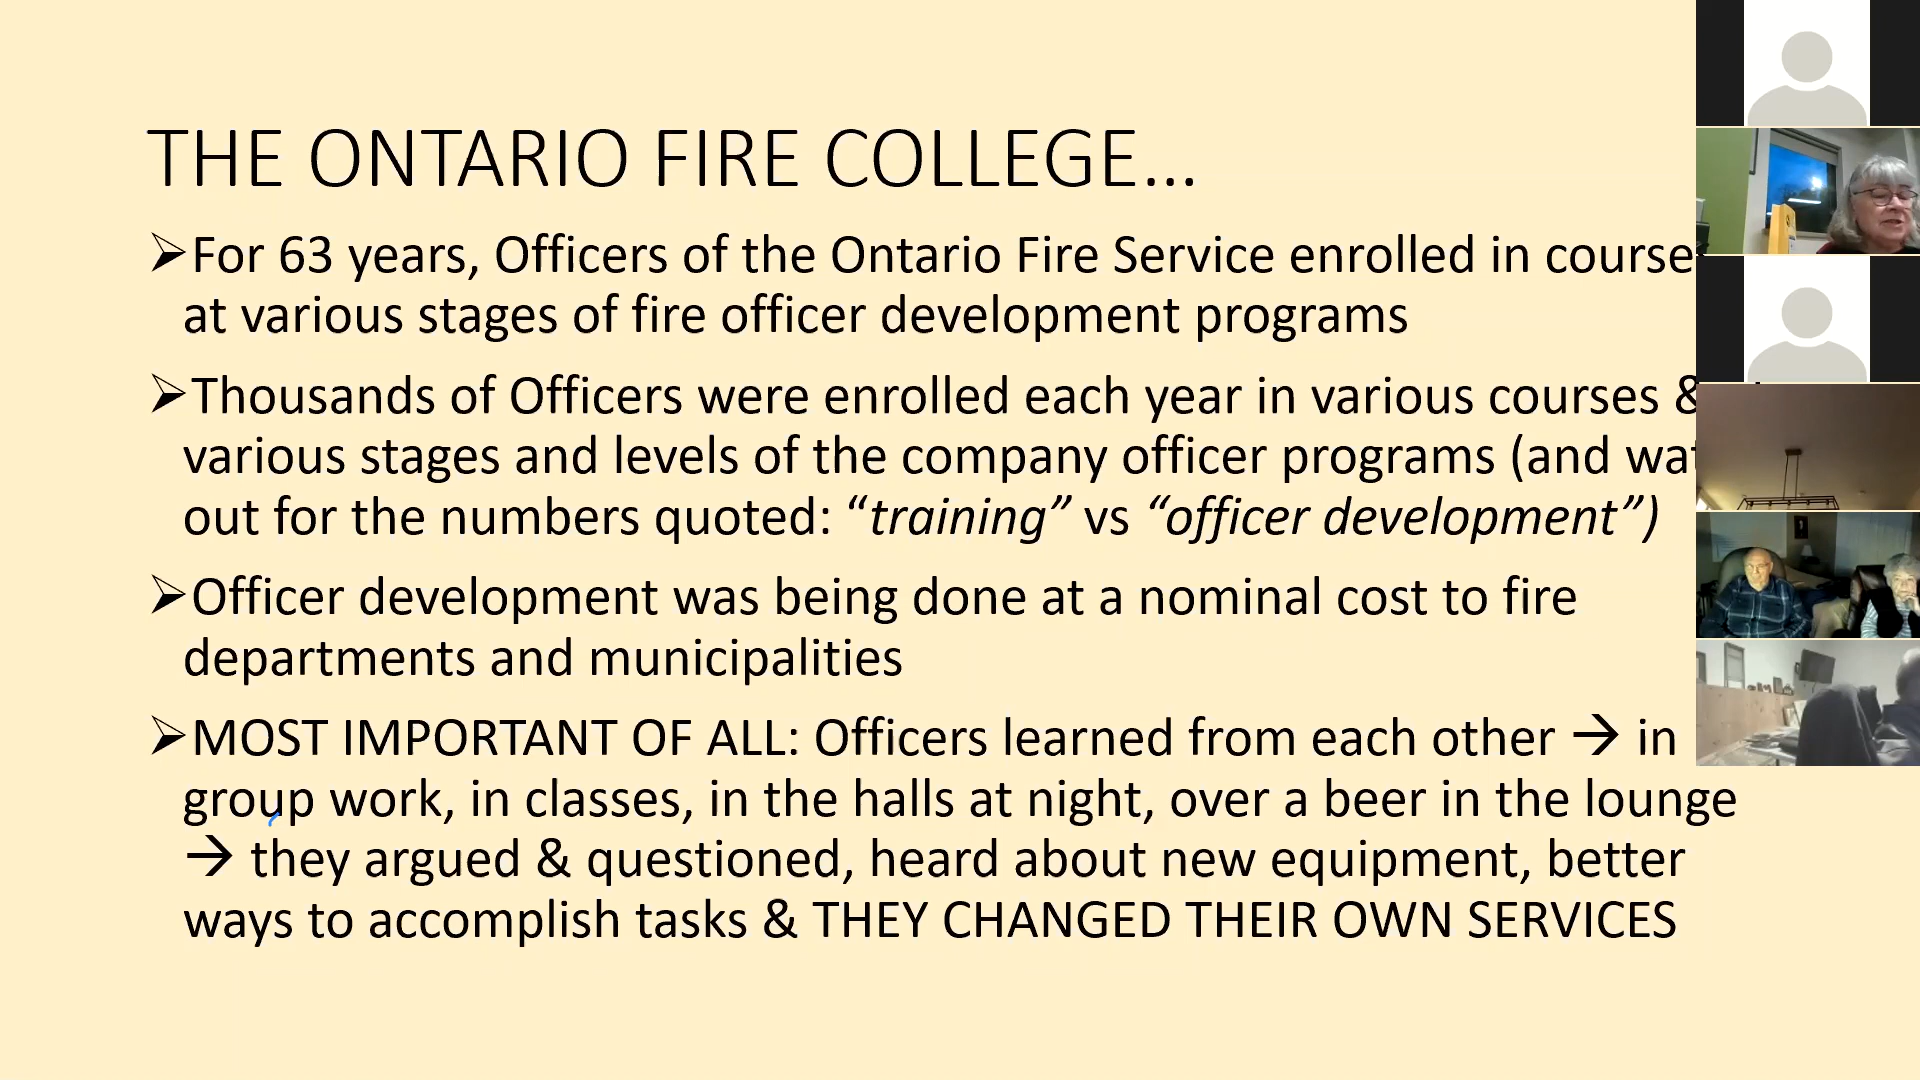 THE ONTARIO FIRE COLLEGE...
➢For 63 years, Officers of the Ontario Fire Service enrolled in course
at various stages of fire officer development programs
➢Thousands of Officers were enrolled each year in various courses &
various stages and levels of the company officer programs (and
out for the numbers quoted: “training” vs “officer development”)
➢Officer development was being done at a nominal cost to fire
departments and municipalities
➢MOST IMPORTANT OF ALL: Officers learned from each other → in
group work, in classes, in the halls at night, over a beer in the lounge
→ they argued & questioned, heard about new equipment, better
ways to accomplish tasks & THEY CHANGED THEIR OWN SERVICES